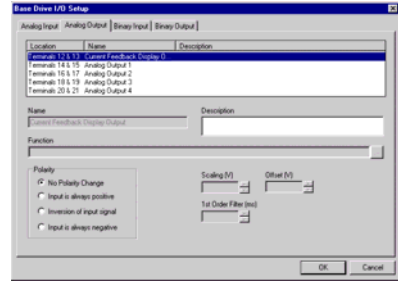 Base Drive I/O Setup
Analog Input Analog Output Binary Input Binary Output
Location Name Description
Terminals 12 & 13 Current Feedback Display O
Terminals 14 & 15 Analog Output 1
Terminals 16 & 17 Analog Output 2
Terminals 18 & 19 Analog Output 3
Terminals 20 & 21 Analog Output 4
Name Description
Current Feedback Display Output
Function
Polarity
No Polarity Change
Input is always positive
Inversion of input signal
Input is always negative
Scaling (V) Offset (V)
1st Order Filter (ms)
OK Cancel